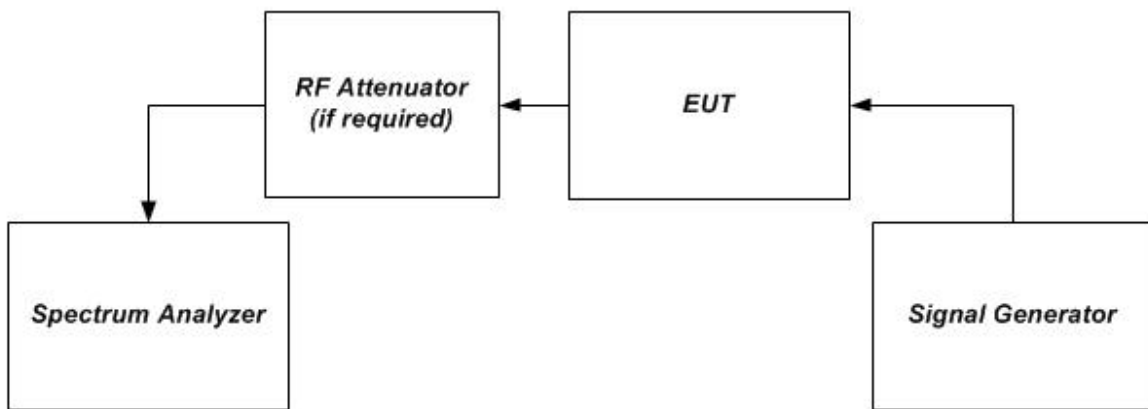 RF Attenuator
(if required)
EUT
Spectrum Analyzer
Signal Generator